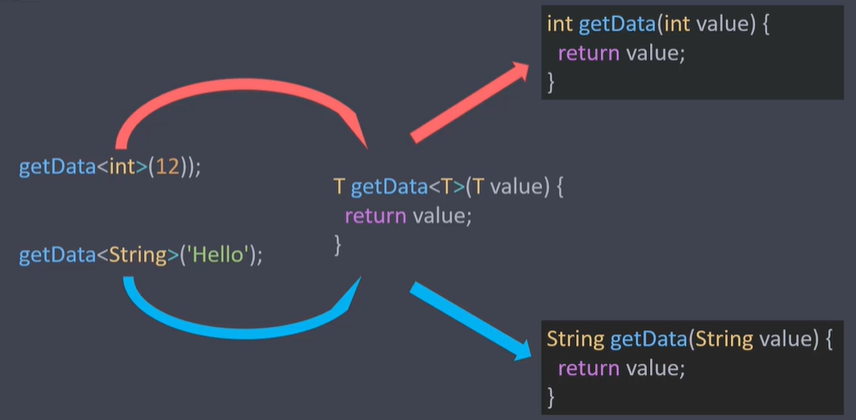 int getData(int value) {
return value;
}
getData<int>(12));
T getData<T>(T value) {
return value;
}
getData<String>('Hello');
String getData(String value) {
return value;
}